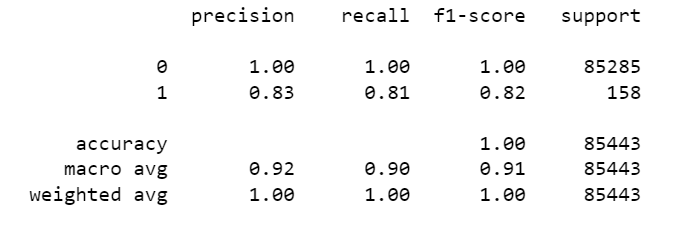 precision recall f1-score support
0 1.00 1.00 1.00 85285
1 0.83 0.81 0.82 158
accuracy 1.00 85443
macro avg 0.92 0.90 0.91 85443
weighted avg 1.00 1.00 1.00 85443